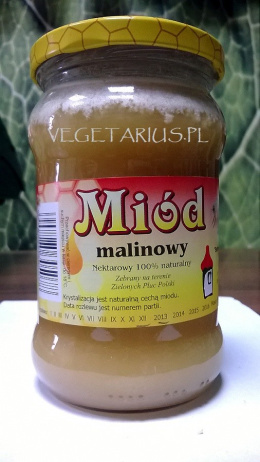 VEGETARIUS.PL
Miód
malinowy
Nektarowy 100% naturalny
Zebrany na terenie
Zielonych Płuc Polski
Krystalizacja jest naturalną cechą miodu.
Data rozlewu jest numerem partii.
II III IV V VI VII VIII IX X XI XII 2013 2014 2015